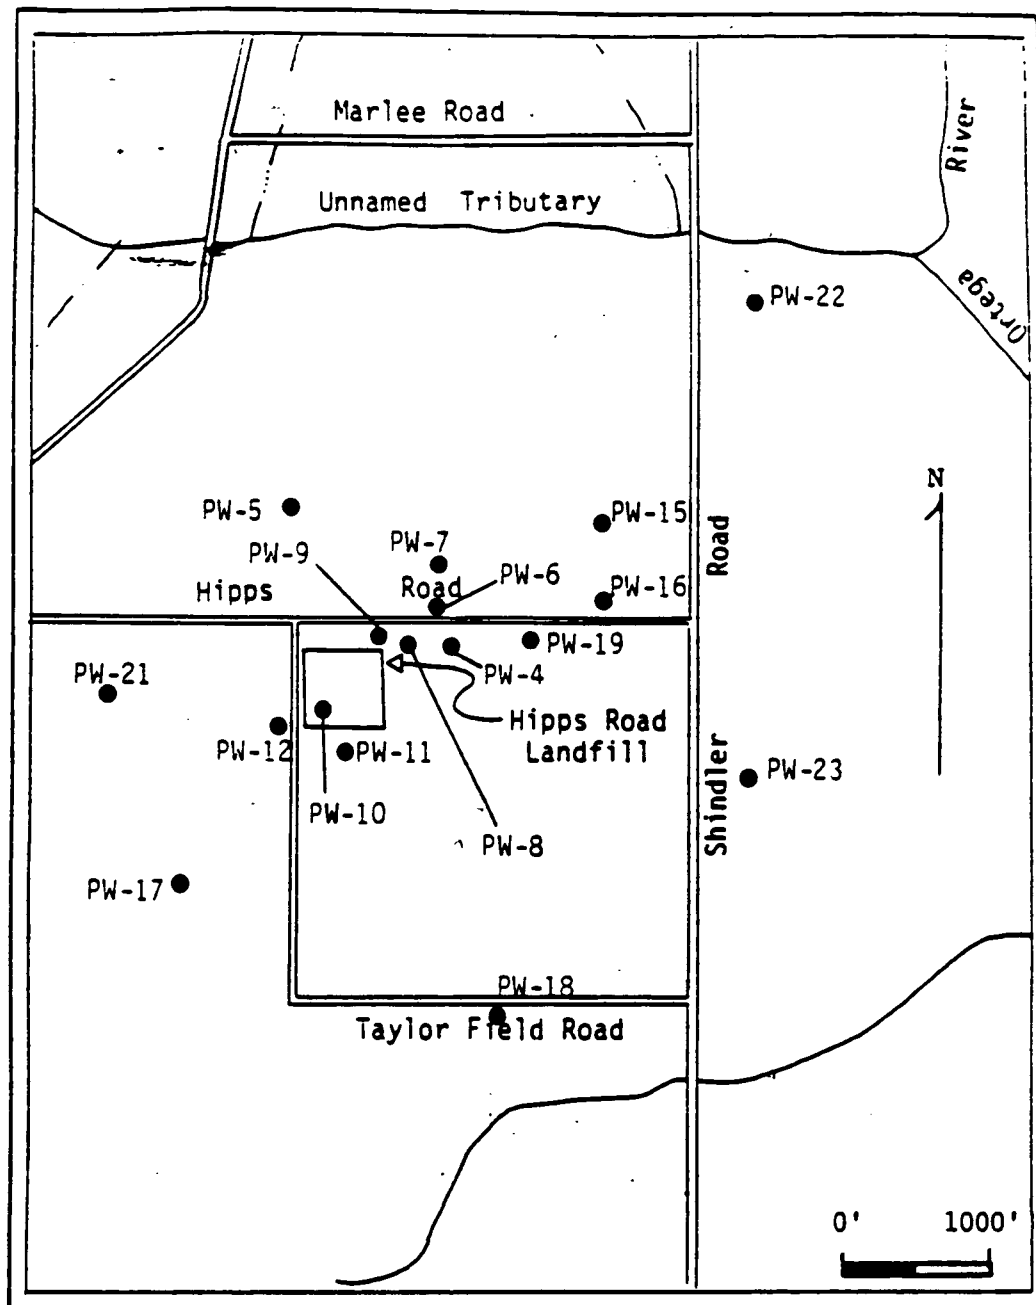 Marlee Road
River
Unnamed Tributary
Ortega
PW-22
N
PW-5
PW-15
PW-7
PW-9
PW-6
Road
Hipps Road
PW-16
PW-19
PW-21
PW-4
Hipps Road
Landfill
PW-12
PW-11
Shindler
PW-23
PW-10
PW-8
PW-17
PW-18
Taylor Field Road
0' 1000'